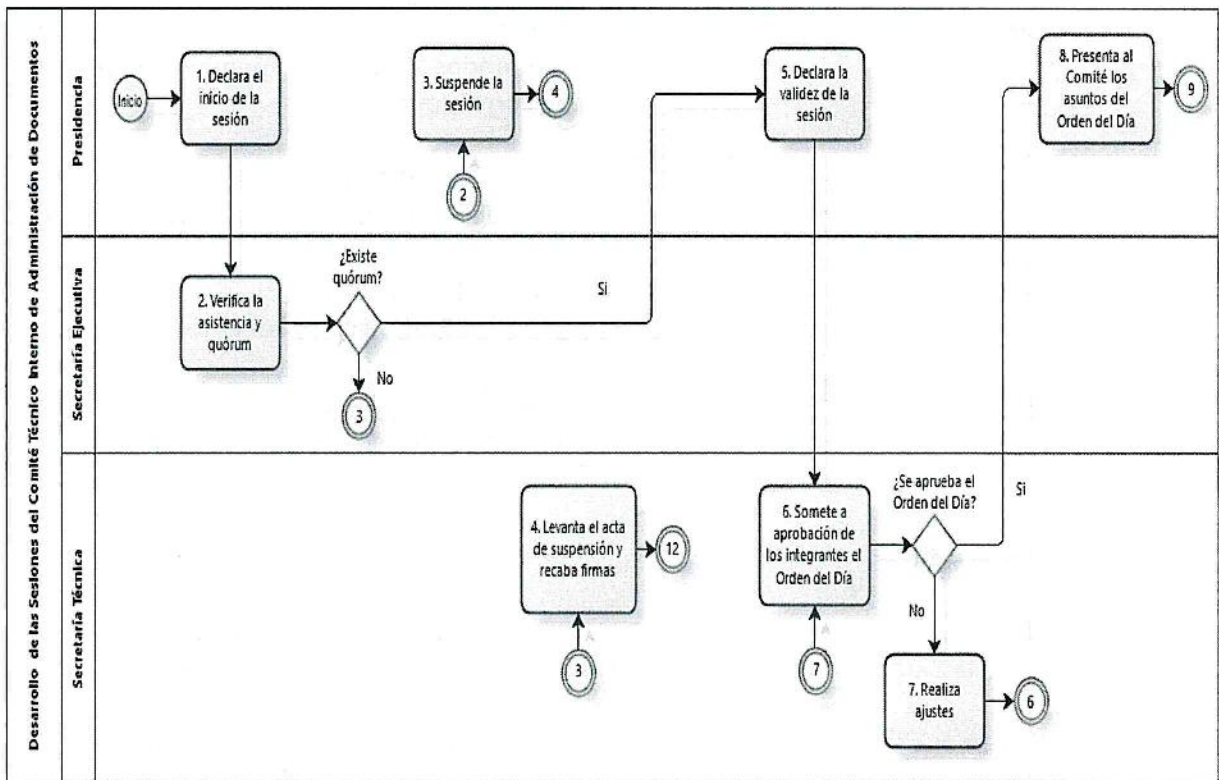 Desarrollo de las Sesiones del Comité Técnico Interno de Administración de Documentos
Presidencia
Inicio
1. Declara el
inicio de la
sesión
3. Suspende la
sesión
4
2
5. Declara la
validez de la
sesión
8. Presenta al
Comité los
asuntos del
Orden del Día
9
Secretaría Ejecutiva
2. Verifica la
asistencia y
quórum
¿Existe
quórum?
Si
No
3
Secretaría Técnica
4. Levanta el acta
de suspensión y
recaba firmas
12
3
6. Somete a
aprobación de
los integrantes el
Orden del Día
7
¿Se aprueba el
Orden del Día?
Si
No
7. Realiza
ajustes
6